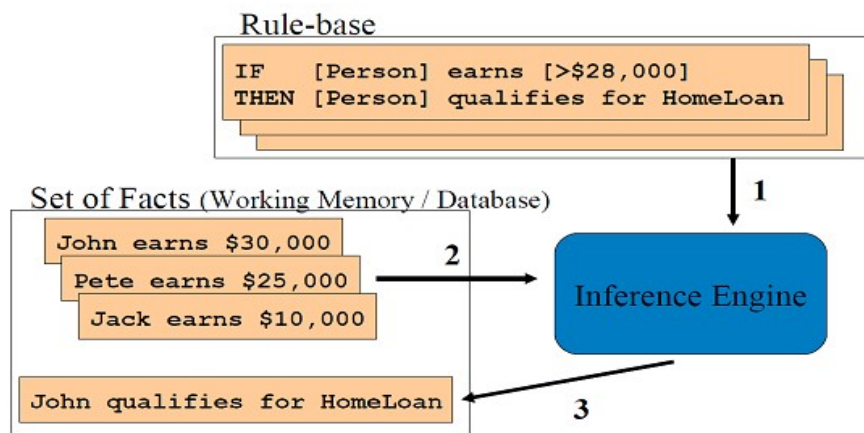 Rule-base
IF [Person] earns [>$28,000]
THEN [Person] qualifies for HomeLoan
1
Set of Facts (Working Memory / Database)
John earns $30,000
2
Pete earns $25,000
Jack earns $10,000
Inference Engine
John qualifies for HomeLoan
3